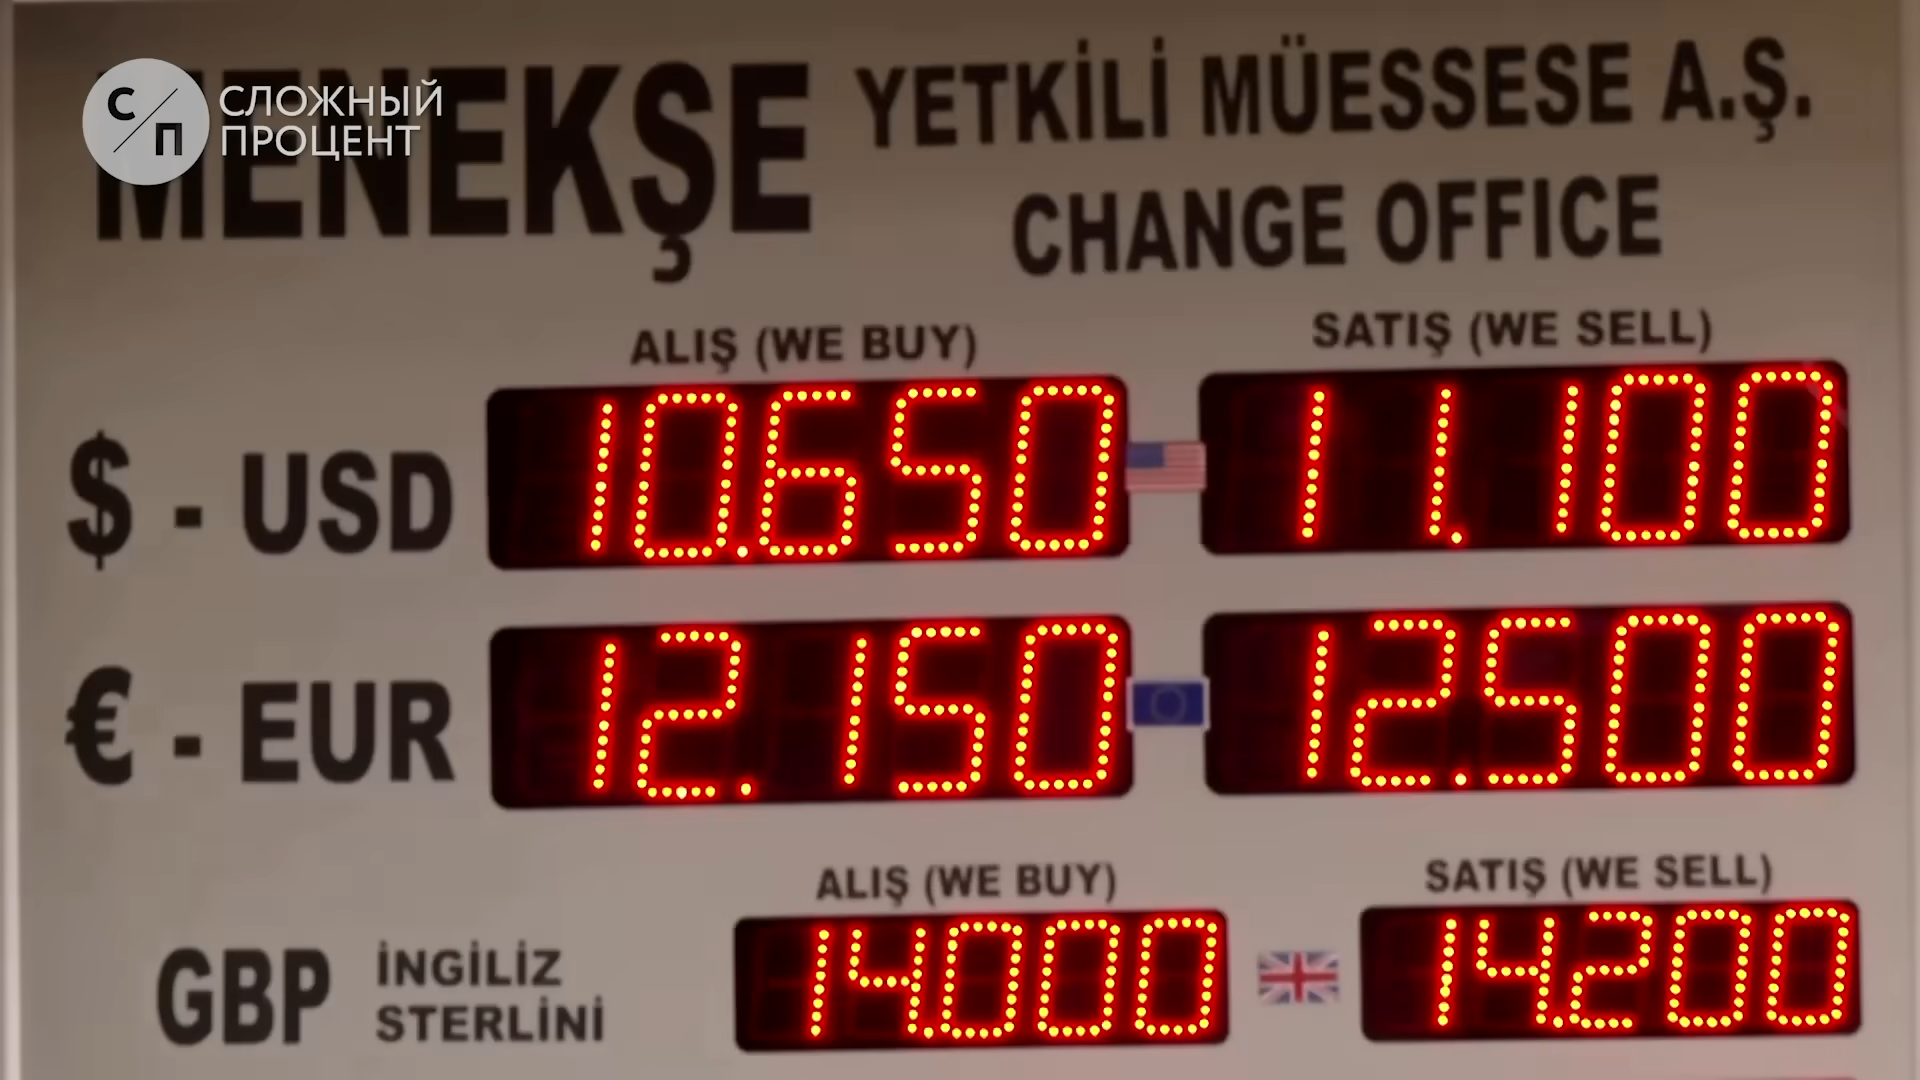 С/П СЛОЖНЫЙ
ПРОЦЕНТ
MENEKŞE YETKİLİ MÜESSESE A.Ş.
CHANGE OFFICE
ALIŞ (WE BUY) SATIŞ (WE SELL)
$ - USD 10.650 11.100
€ - EUR 12.150 12.500
ALIŞ (WE BUY) SATIŞ (WE SELL)
GBP İNGİLİZ STERLİNİ 14.000 14.200